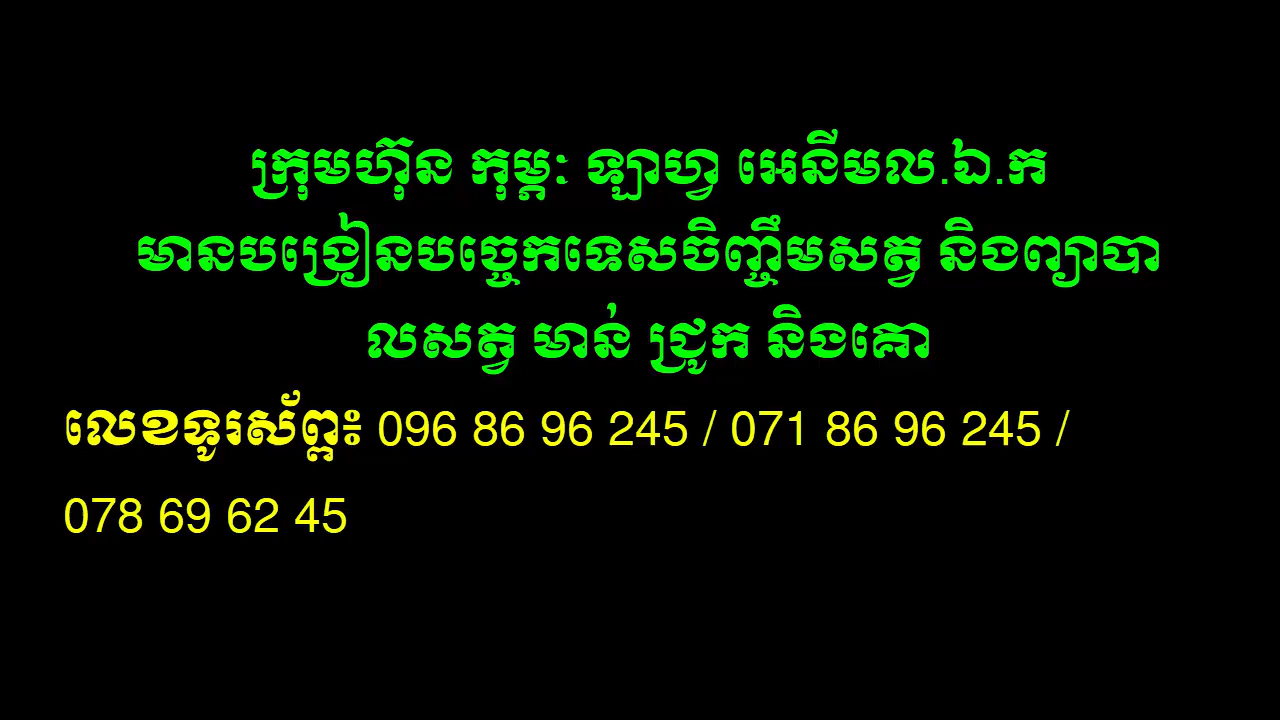 ក្រុមហ៊ុន កុម្ភៈ ឡាហ្វ អេនីមល.ឯ.ក
មានបង្រៀនបច្ចេកទេសចិញ្ចឹមសត្វ និងព្យាបា
លសត្វ មាន់ ជ្រូក និងគោ
លេខទូរស័ព្ទ៖ 096 86 96 245 / 071 86 96 245 /
078 69 62 45